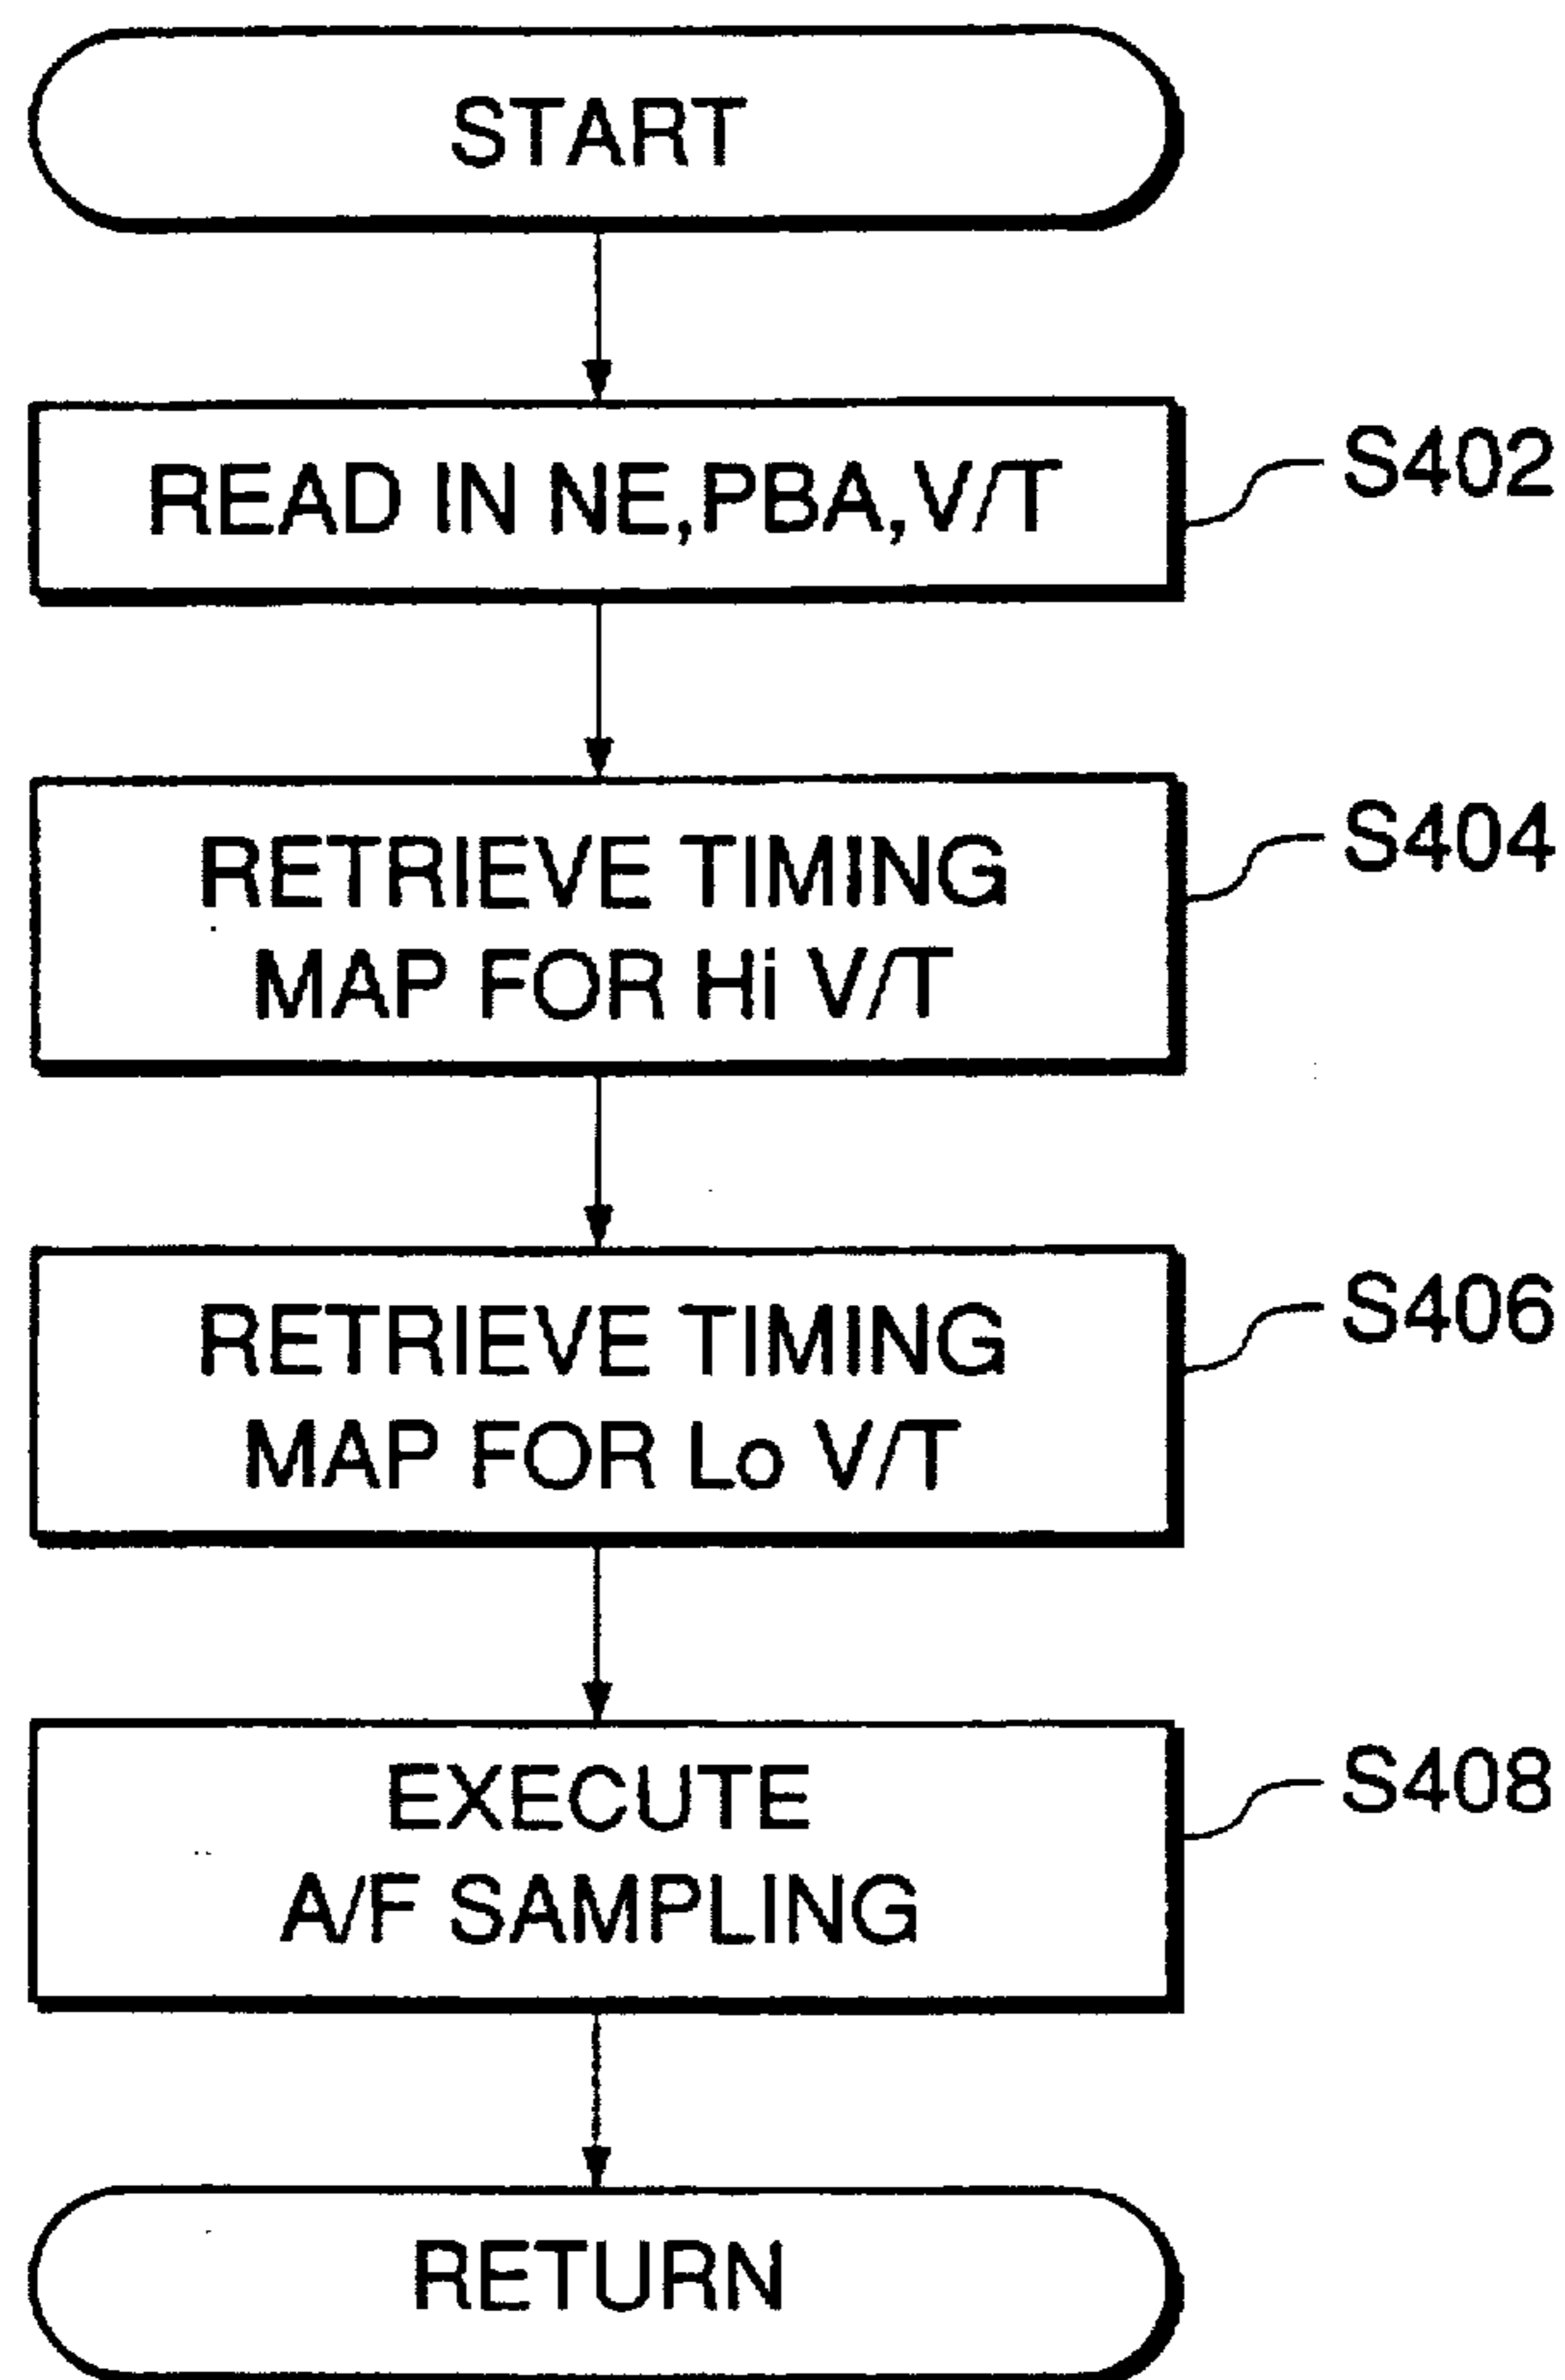 START
READ IN NE,PBA,V/T
S402
RETRIEVE TIMING
MAP FOR Hi V/T
S404
RETRIEVE TIMING
MAP FOR Lo V/T
S406
EXECUTE
A/F SAMPLING
S408
RETURN